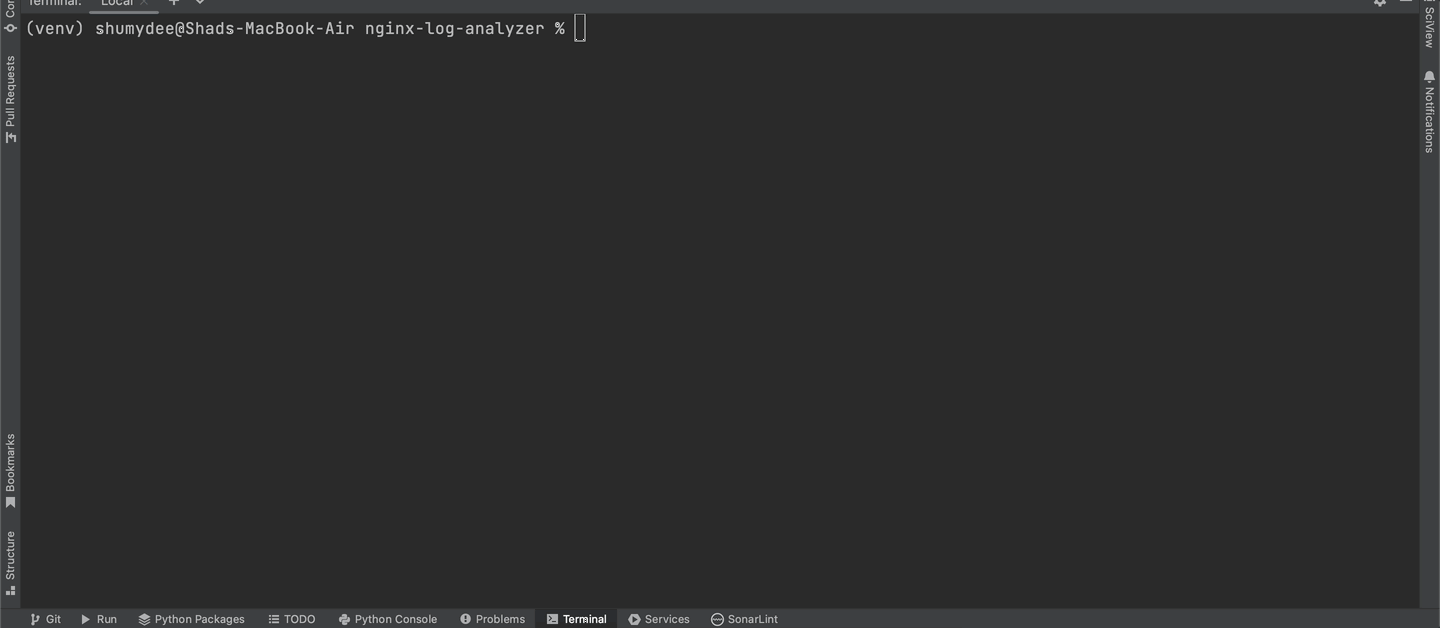 Terminal: Local
(venv) shumydee@Shads-MacBook-Air nginx-log-analyzer %
Pull Requests
Bookmarks
Structure
SciView
Notifications
Git Run Python Packages TODO Python Console Problems Terminal Services SonarLint